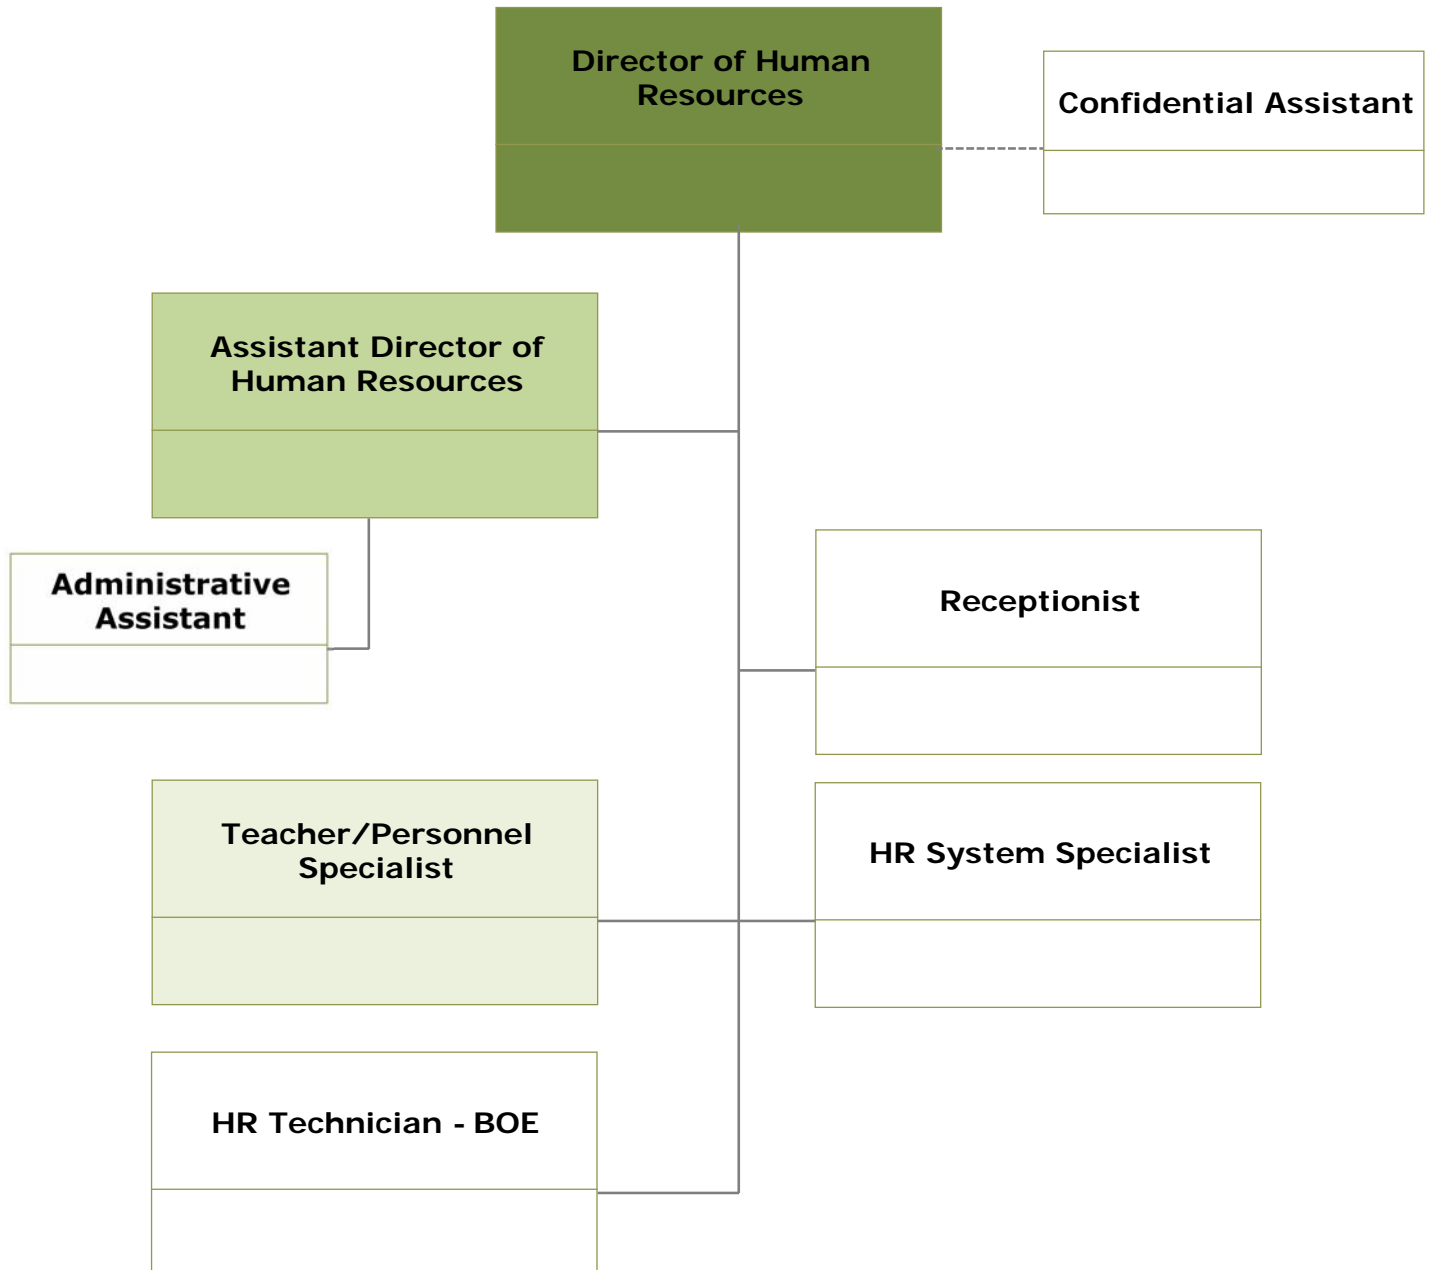 Director of Human
Resources
Confidential Assistant
Assistant Director of
Human Resources
Administrative
Assistant
Receptionist
Teacher/Personnel
Specialist
HR System Specialist
HR Technician - BOE